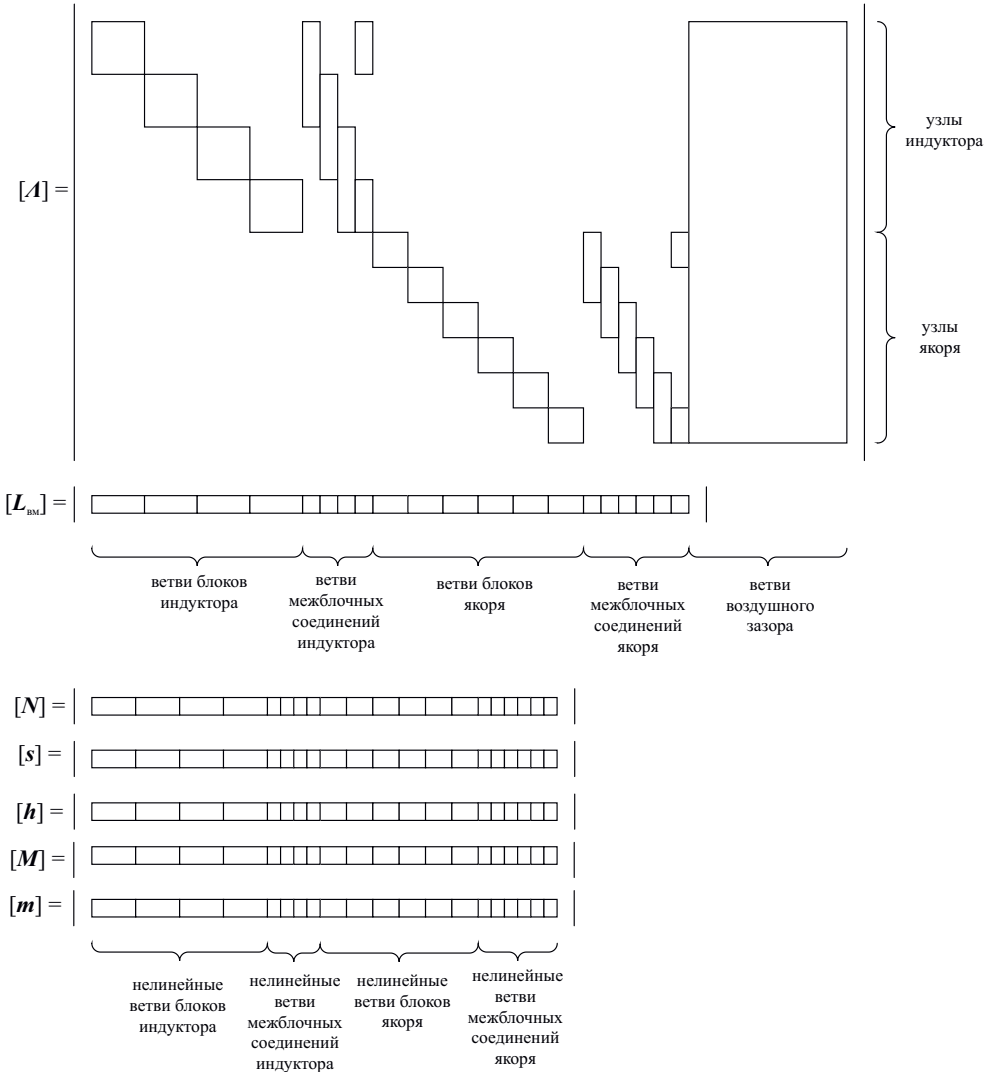 узлы
индуктора
[Λ] =
узлы
якоря
[Lвм] =
ветви блоков
индуктора
ветви
межблочных
соединений
индуктора
ветви блоков
якоря
ветви
межблочных
соединений
якоря
ветви
воздушного
зазора
[N] =
[s] =
[h] =
[M] =
[m] =
нелинейные
ветви блоков
индуктора
нелинейные
ветви
межблочных
соединений
индуктора
нелинейные
ветви блоков
якоря
нелинейные
ветви
межблочных
соединений
якоря